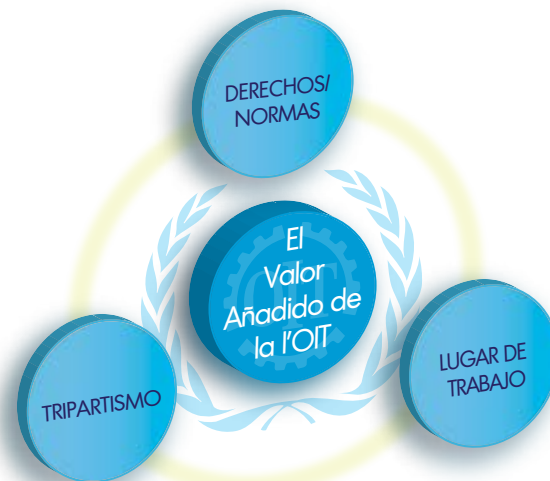 DERECHOS/
NORMAS
El
Valor
Añadido de
la l'OIT
LUGAR DE
TRABAJO
TRIPARTISMO